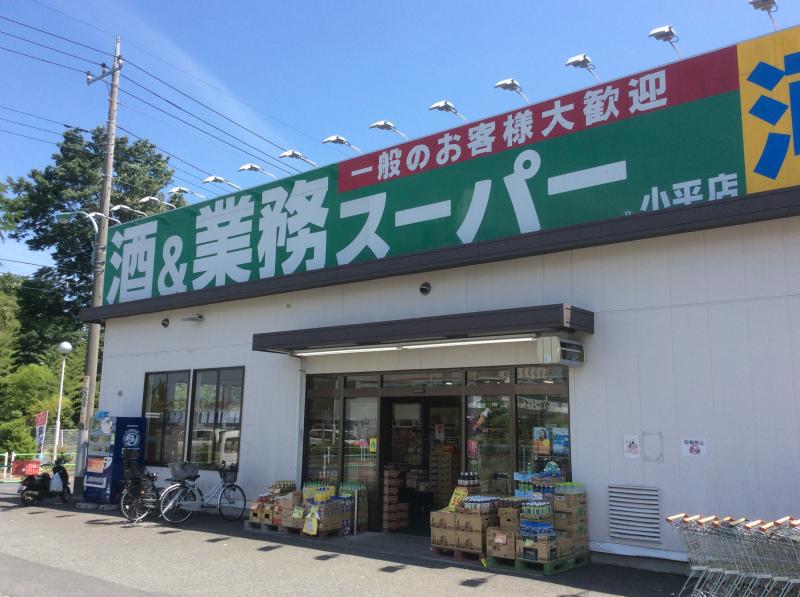 一般のお客様大歓迎
酒&業務スーパー
小平店
酒